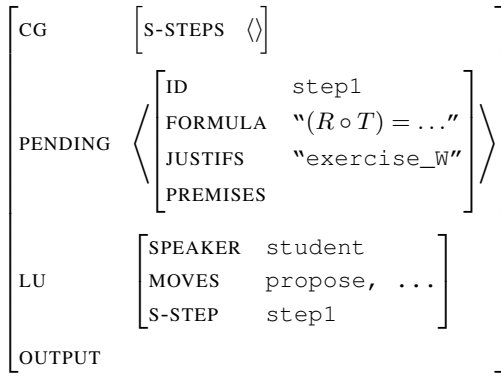 CG [S-STEPS ⟨⟩]
ID step1
FORMULA "(R ∘ T) = ..."
PENDING
JUSTIFS "exercise_W"
PREMISES
SPEAKER student
LU MOVES propose, ...
S-STEP step1
OUTPUT